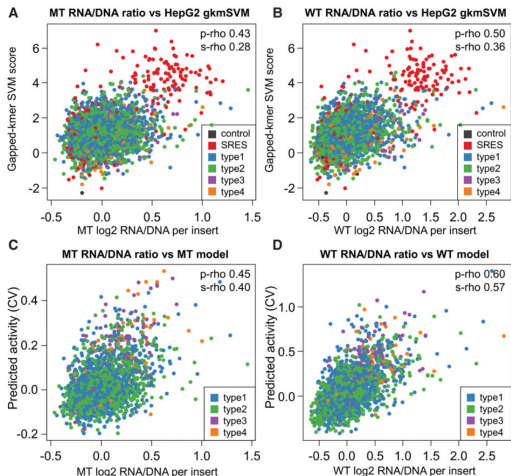 A
MT RNA/DNA ratio vs HepG2 gkmSVM
p-rho 0.43
s-rho 0.28
Gapped-kmer SVM score
6
4
2
0
-2
control
SRES
type1
type2
type3
type4
-0.5
0.0
0.5
1.0
1.5
MT log2 RNA/DNA per insert
B
WT RNA/DNA ratio vs HepG2 gkmSVM
p-rho 0.50
s-rho 0.36
Gapped-kmer SVM score
6
4
2
0
-2
control
SRES
type1
type2
type3
type4
-0.5
0.0
0.5
1.0
1.5
2.0
2.5
WT log2 RNA/DNA per insert
C
MT RNA/DNA ratio vs MT model
p-rho 0.45
s-rho 0.40
Predicted activity (CV)
0.4
0.2
0.0
-0.2
type1
type2
type3
type4
-0.5
0.0
0.5
1.0
1.5
MT log2 RNA/DNA per insert
D
WT RNA/DNA ratio vs WT model
p-rho 0.60
s-rho 0.57
Predicted activity (CV)
1.0
0.5
0.0
type1
type2
type3
type4
-0.5
0.0
0.5
1.0
1.5
2.0
2.5
WT log2 RNA/DNA per insert